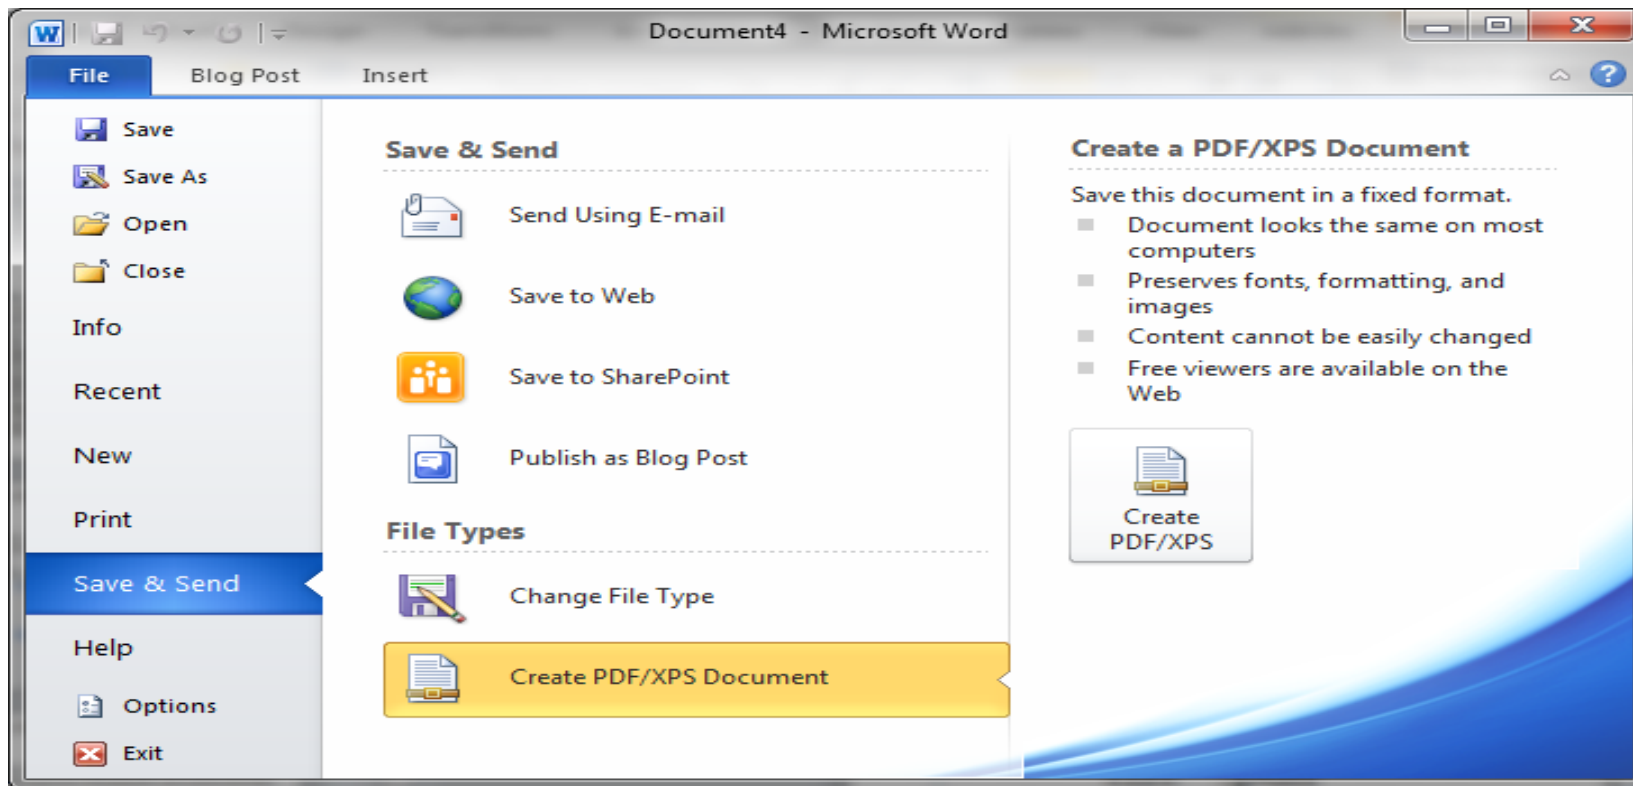 Document4 - Microsoft Word
File Blog Post Insert
Save
Save As
Open
Close
Info
Recent
New
Print
Save & Send
Help
Options
Exit
Save & Send
Send Using E-mail
Save to Web
Save to SharePoint
Publish as Blog Post
File Types
Change File Type
Create PDF/XPS Document
Create a PDF/XPS Document
Save this document in a fixed format.
Document looks the same on most
computers
Preserves fonts, formatting, and
images
Content cannot be easily changed
Free viewers are available on the
Web
Create
PDF/XPS